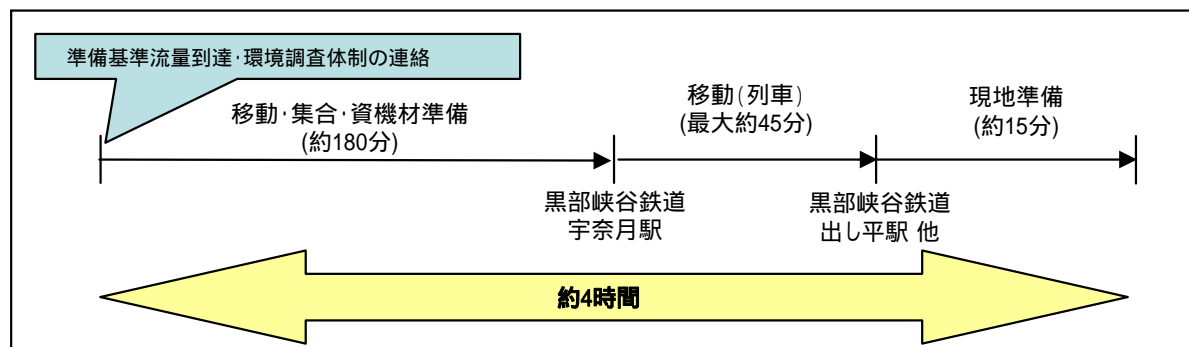 準備基準流量到達･環境調査体制の連絡
移動･集合･資機材準備
(約180分)
移動(列車)
(最大約45分)
現地準備
(約15分)
黒部峡谷鉄道
宇奈月駅
黒部峡谷鉄道
出し平駅 他
約4時間